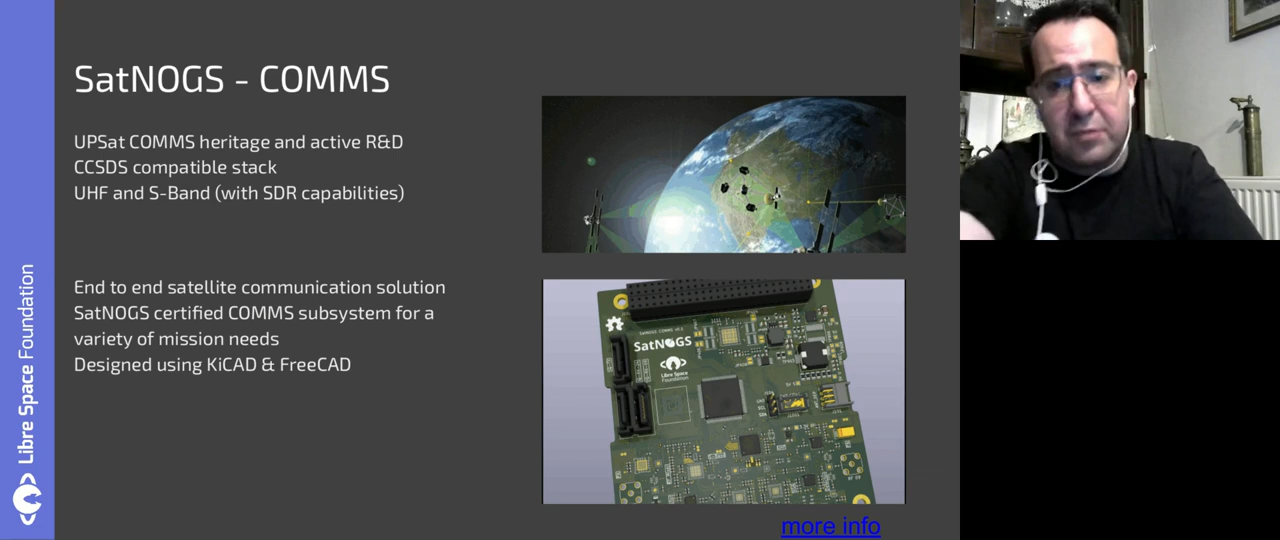 SatNOGS - COMMS
UPSat COMMS heritage and active R&D
CCSDS compatible stack
UHF and S-Band (with SDR capabilities)
End to end satellite communication solution
SatNOGS certified COMMS subsystem for a
variety of mission needs
Designed using KiCAD & FreeCAD
Libre Space Foundation
SatNOGS
Libre Space
Foundation
more info